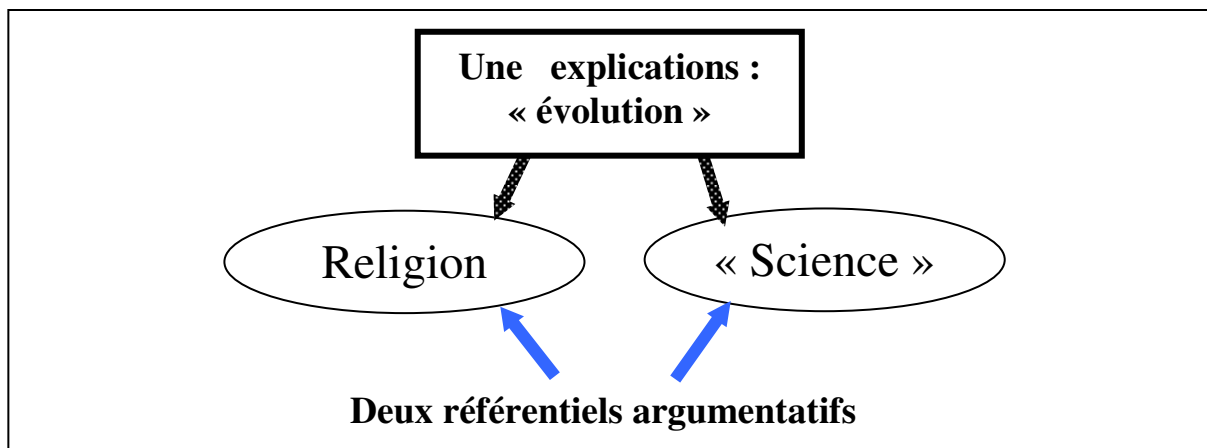 Une explications :
« évolution »
Religion
« Science »
Deux référentiels argumentatifs